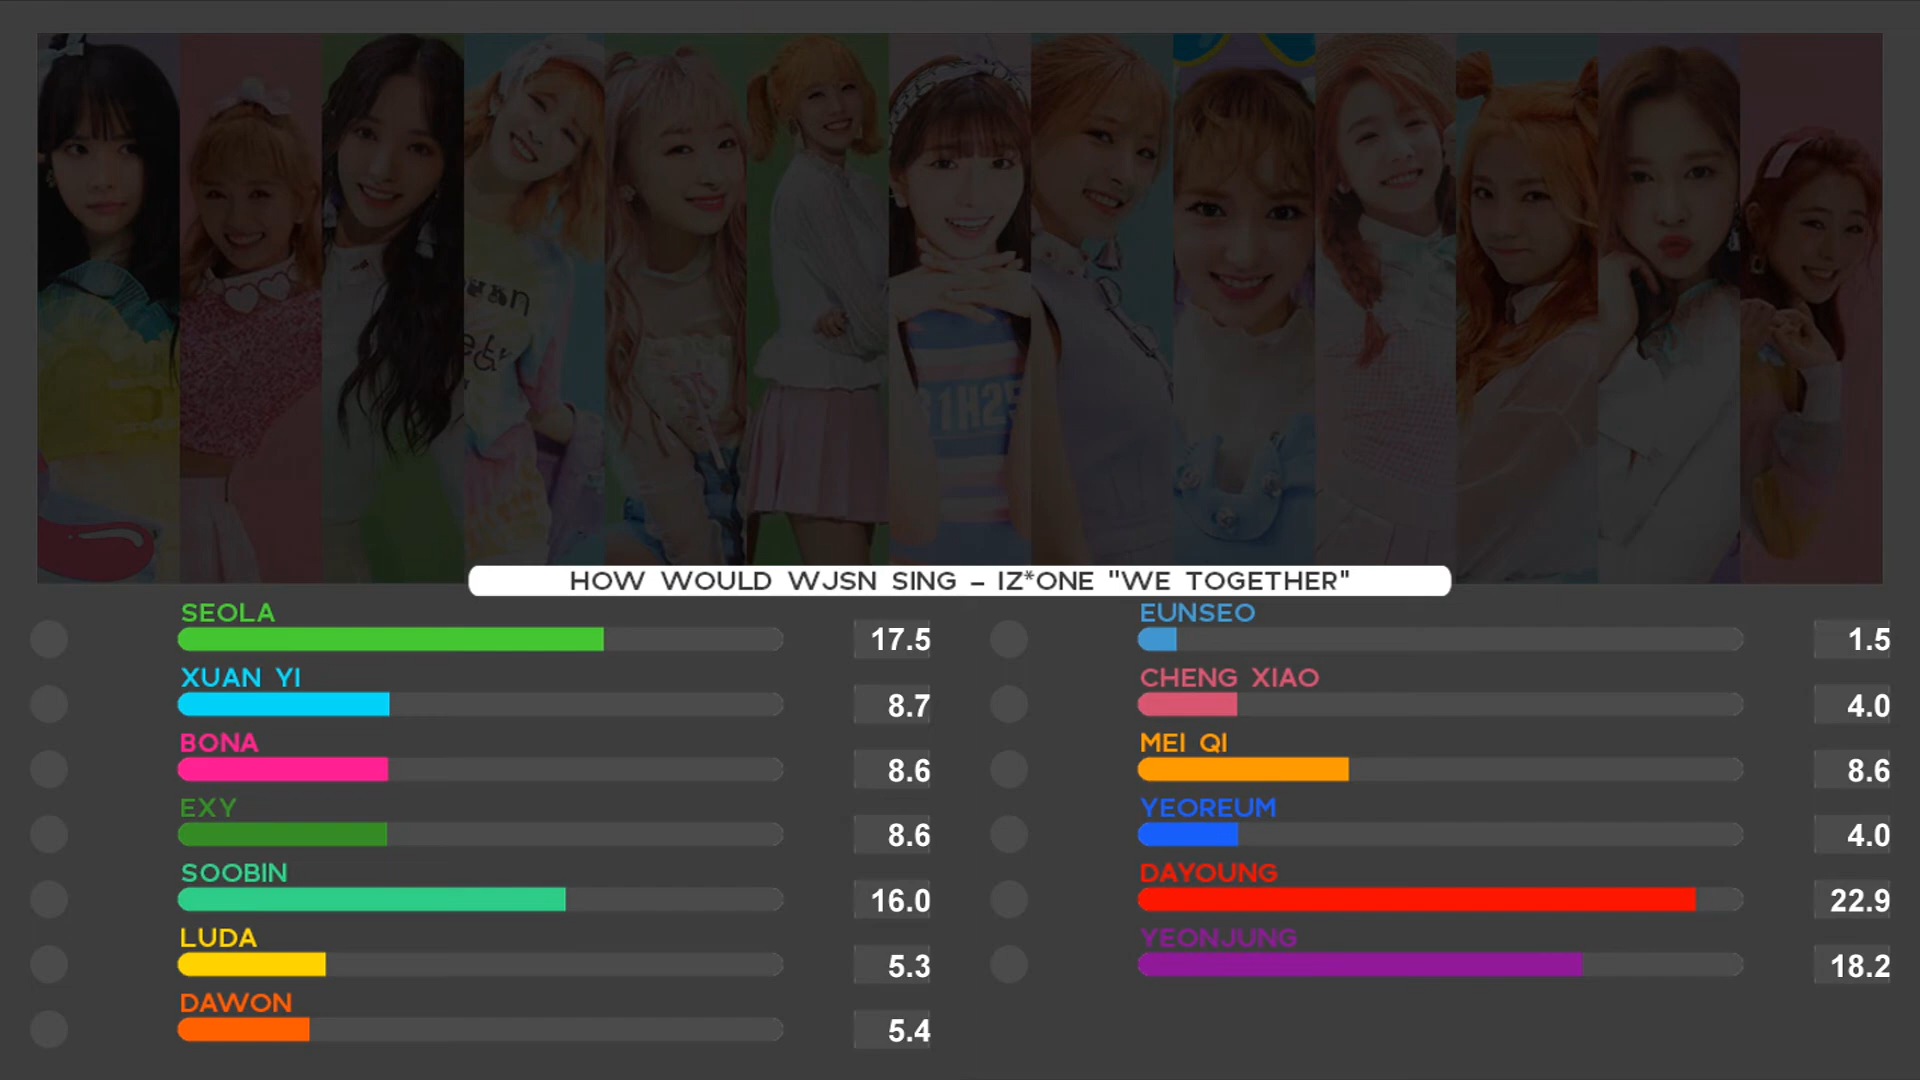 HOW WOULD WJSN SING – IZ*ONE "WE TOGETHER"
SEOLA
17.5
XUAN YI
8.7
BONA
8.6
EXY
8.6
SOOBIN
16.0
LUDA
5.3
DAWON
5.4
EUNSEO
1.5
CHENG XIAO
4.0
MEI QI
8.6
YEOREUM
4.0
DAYOUNG
22.9
YEONJUNG
18.2